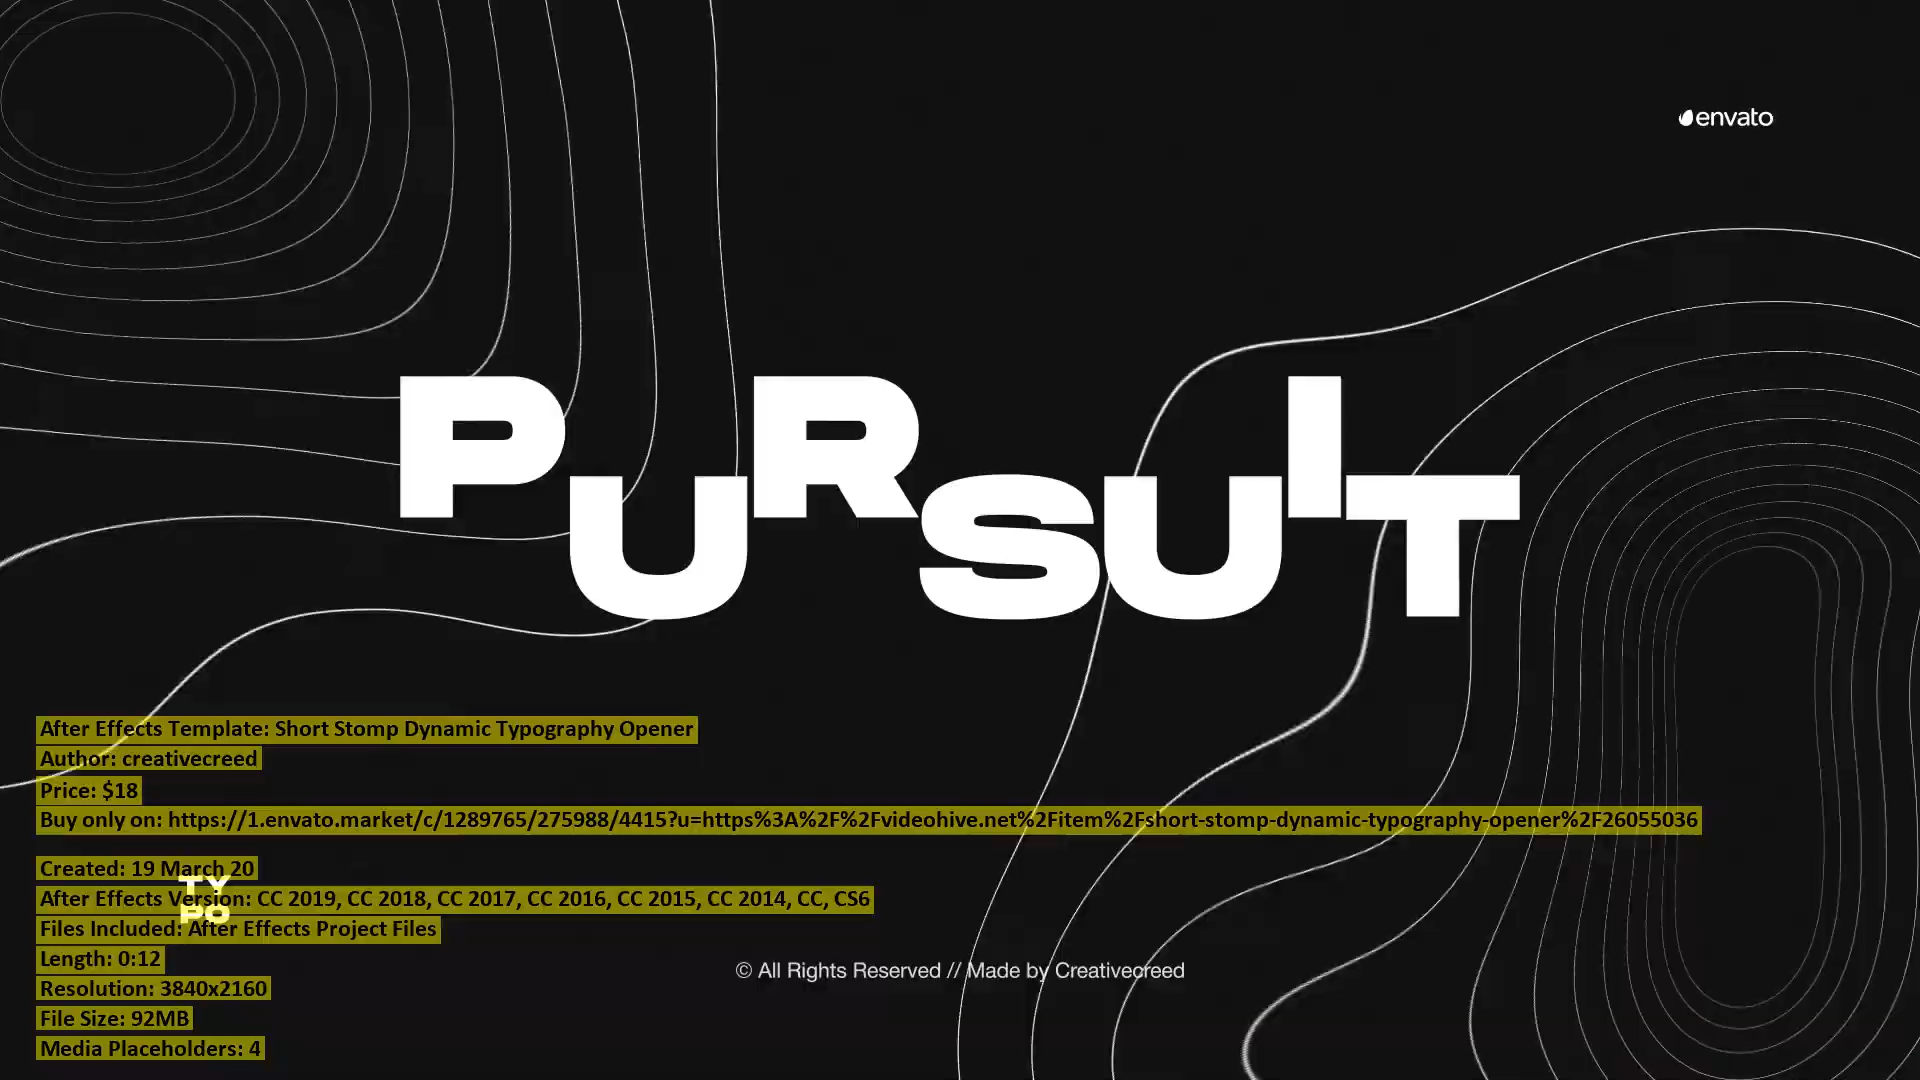 envato
PURSUIT
After Effects Template: Short Stomp Dynamic Typography Opener
Author: creativecreed
Price: $18
Buy only on: https://1.envato.market/c/1289765/275988/4415?u=https%3A%2F%2Fvideohive.net%2Fitem%2Fshort-stomp-dynamic-typography-opener%2F26055036
Created: 19 March 20
TY
After Effects Version: CC 2019, CC 2018, CC 2017, CC 2016, CC 2015, CC 2014, CC, CS6
PO
Files Included: After Effects Project Files
Length: 0:12
© All Rights Reserved // Made by Creativecreed
Resolution: 3840x2160
File Size: 92MB
Media Placeholders: 4